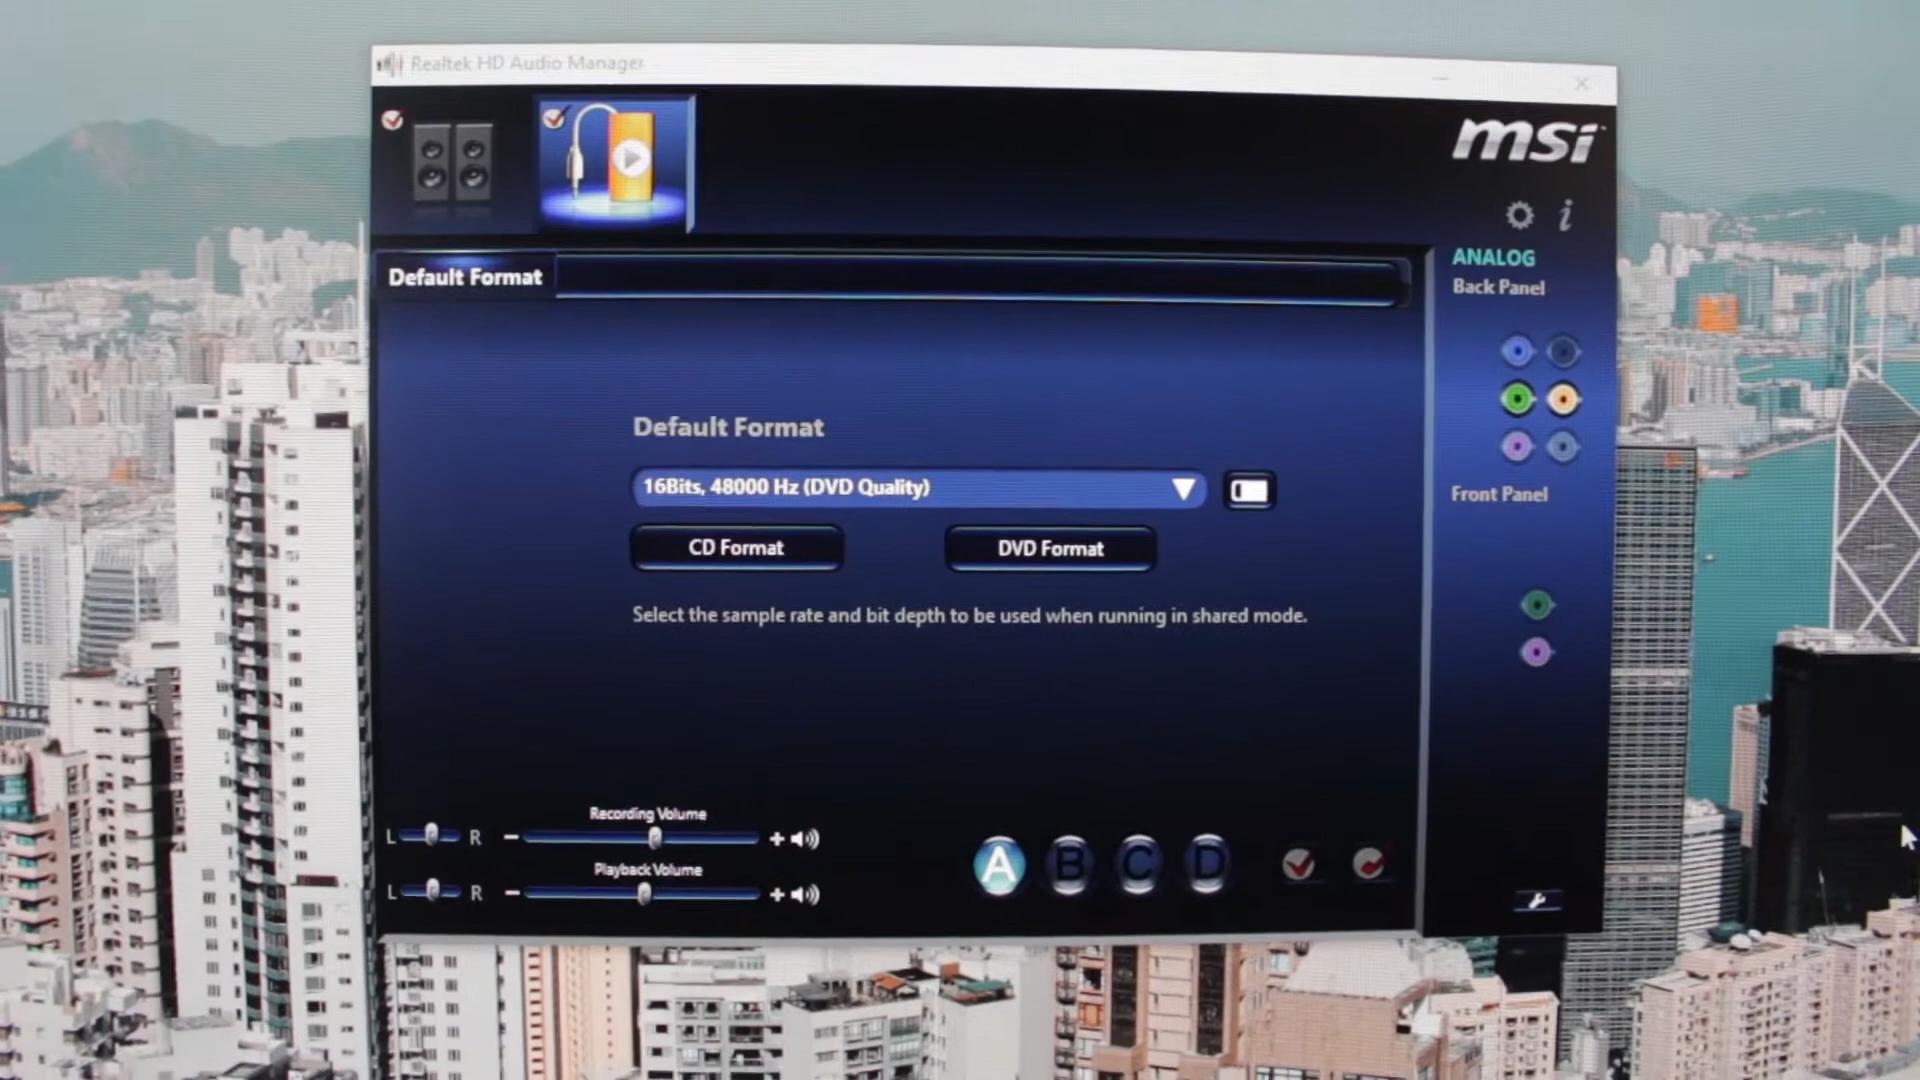 Realtek HD Audio Manager
msi
i
ANALOG
Back Panel
Default Format
Default Format
16Bits, 48000 Hz (DVD Quality)
CD Format
DVD Format
Select the sample rate and bit depth to be used when running in shared mode.
Front Panel
Recording Volume
L R
Playback Volume
L R
A B C D